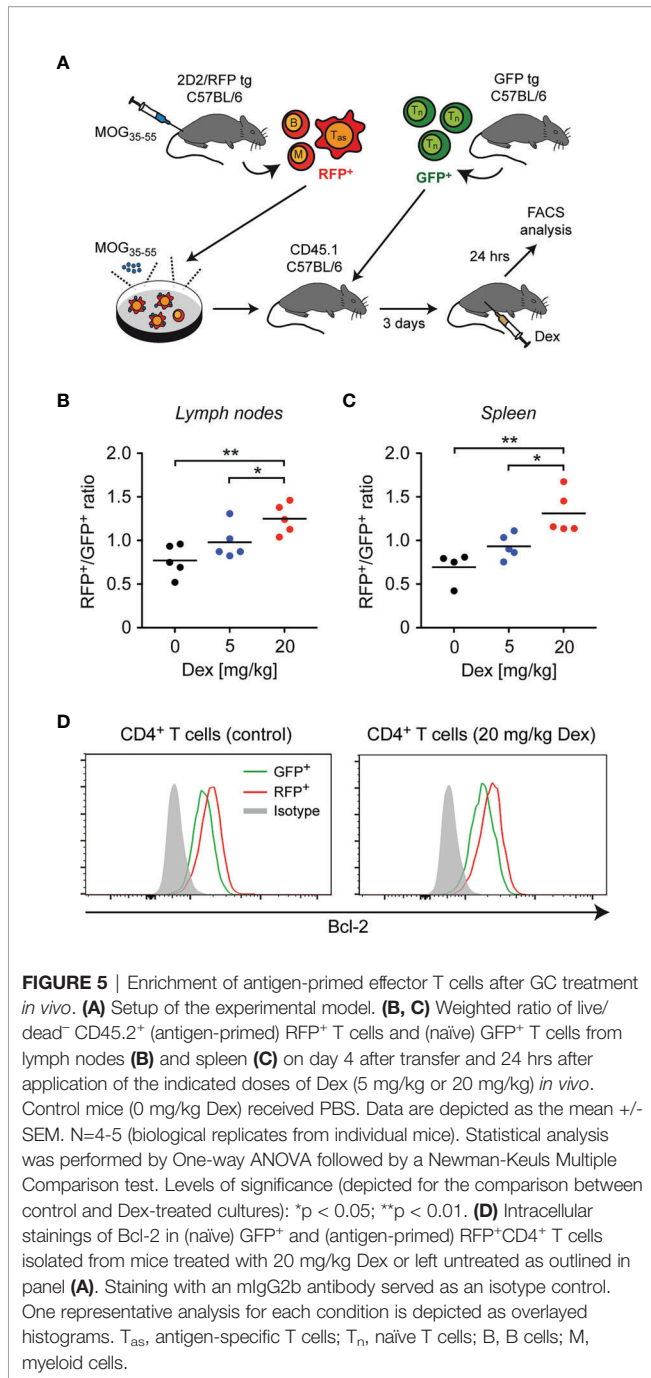 A
2D2/RFP tg
C57BL/6
GFP tg
C57BL/6
MOG35-55
B
M
Tas
RFP+
Tn
Tn
Tn
GFP+
MOG35-55
CD45.1
C57BL/6
FACS
analysis
24 hrs
3 days
Dex
B
Lymph nodes
RFP+/GFP+ ratio
2.0
1.5
1.0
0.5
0
**
*
0 5 20
Dex [mg/kg]
C
Spleen
RFP+/GFP+ ratio
2.0
1.5
1.0
0.5
0
**
*
0 5 20
Dex [mg/kg]
D
CD4+ T cells (control)
CD4+ T cells (20 mg/kg Dex)
GFP+
RFP+
Isotype
Bcl-2
FIGURE 5 | Enrichment of antigen-primed effector T cells after GC treatment
in vivo. (A) Setup of the experimental model. (B, C) Weighted ratio of live/
dead− CD45.2+ (antigen-primed) RFP+ T cells and (naïve) GFP+ T cells from
lymph nodes (B) and spleen (C) on day 4 after transfer and 24 hrs after
application of the indicated doses of Dex (5 mg/kg or 20 mg/kg) in vivo.
Control mice (0 mg/kg Dex) received PBS. Data are depicted as the mean +/-
SEM. N=4-5 (biological replicates from individual mice). Statistical analysis
was performed by One-way ANOVA followed by a Newman-Keuls Multiple
Comparison test. Levels of significance (depicted for the comparison between
control and Dex-treated cultures): *p < 0.05; **p < 0.01. (D) Intracellular
stainings of Bcl-2 in (naïve) GFP+ and (antigen-primed) RFP+CD4+ T cells
isolated from mice treated with 20 mg/kg Dex or left untreated as outlined in
panel (A). Staining with an mIgG2b antibody served as an isotype control.
One representative analysis for each condition is depicted as overlayed
histograms. Tas, antigen-specific T cells; Tn, naïve T cells; B, B cells; M,
myeloid cells.